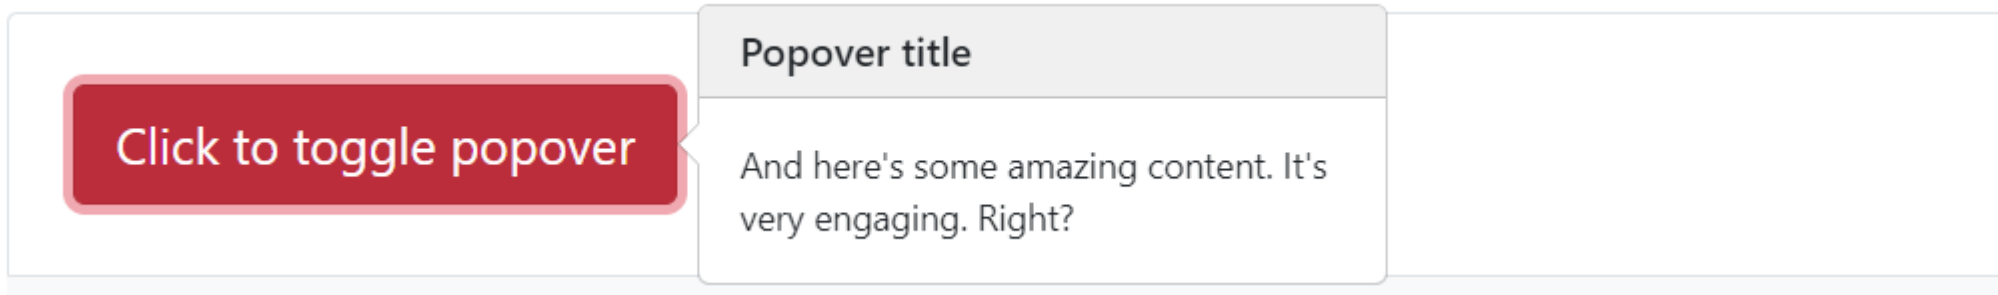 Popover title
Click to toggle popover
And here's some amazing content. It's
very engaging. Right?